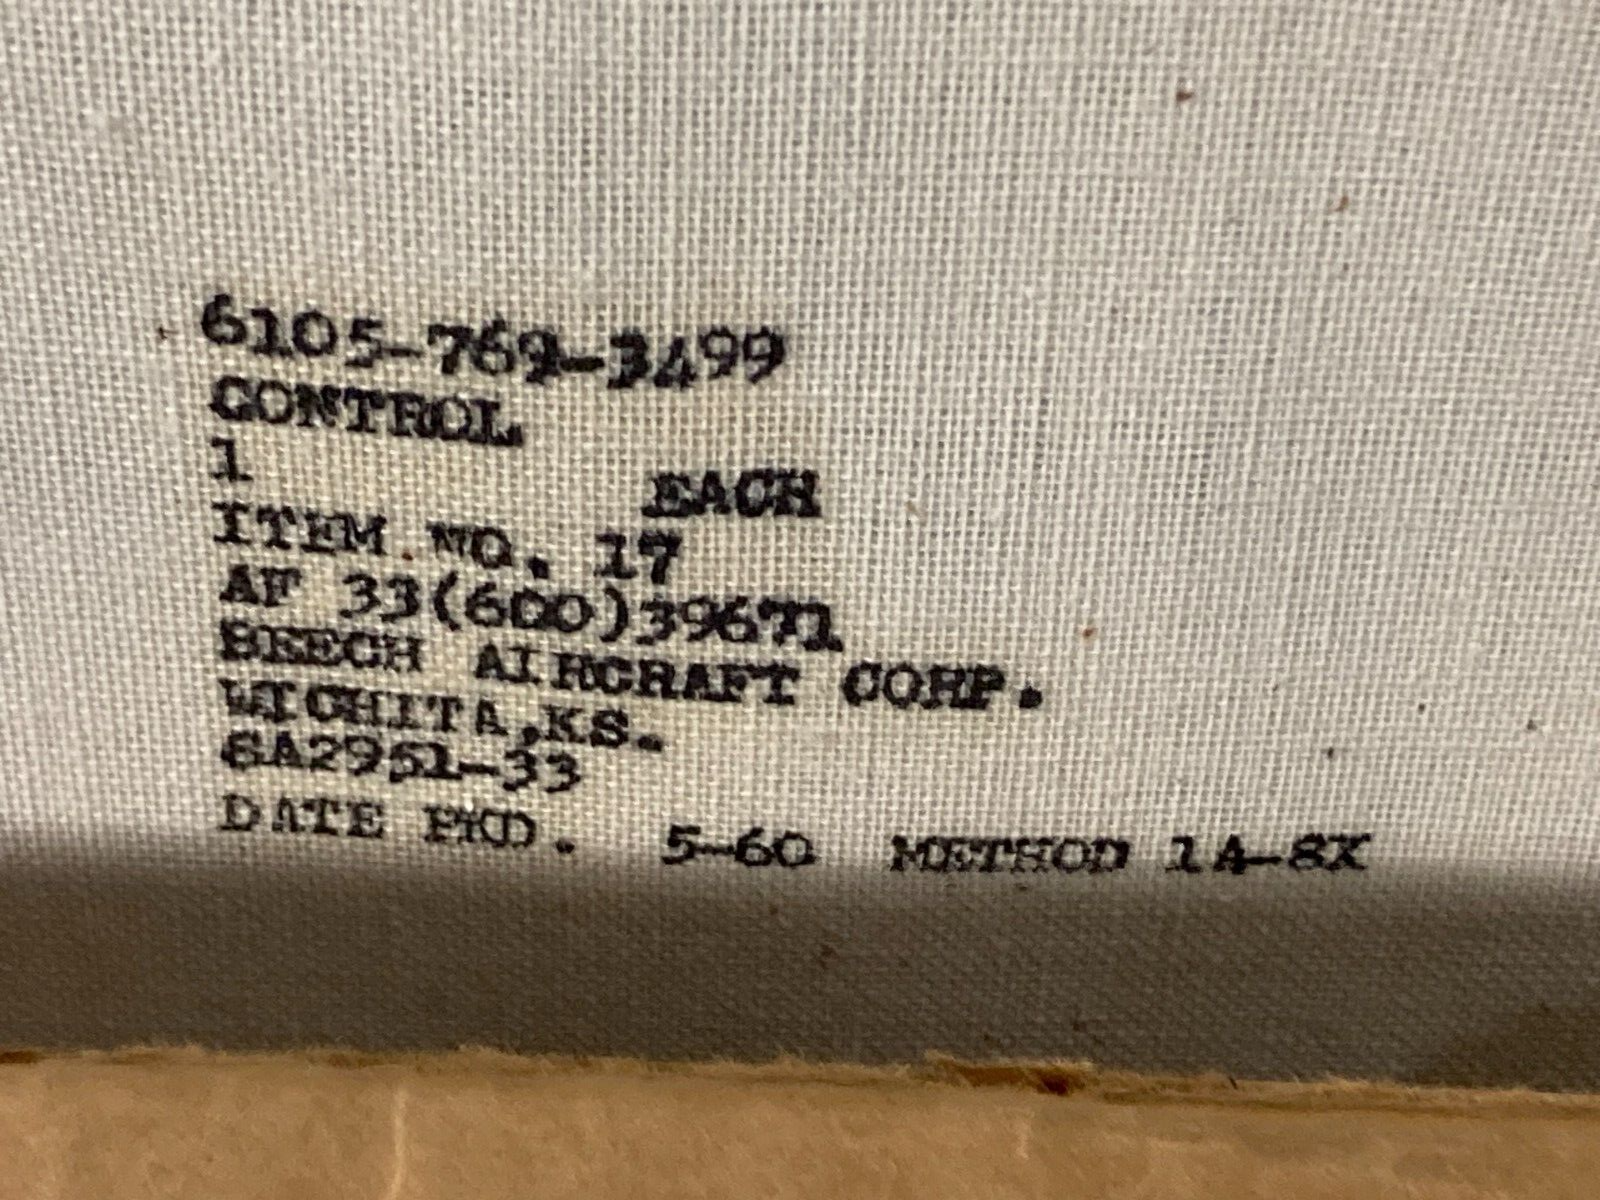 6105-769-3499
CONTROL
1 EACH
ITEM NO. 17
AF 33(600)39671
BEECH AIRCRAFT CORP.
WICHITA,KS.
SA2951-33
DATE PKD. 5-60 METHOD 1A-8X